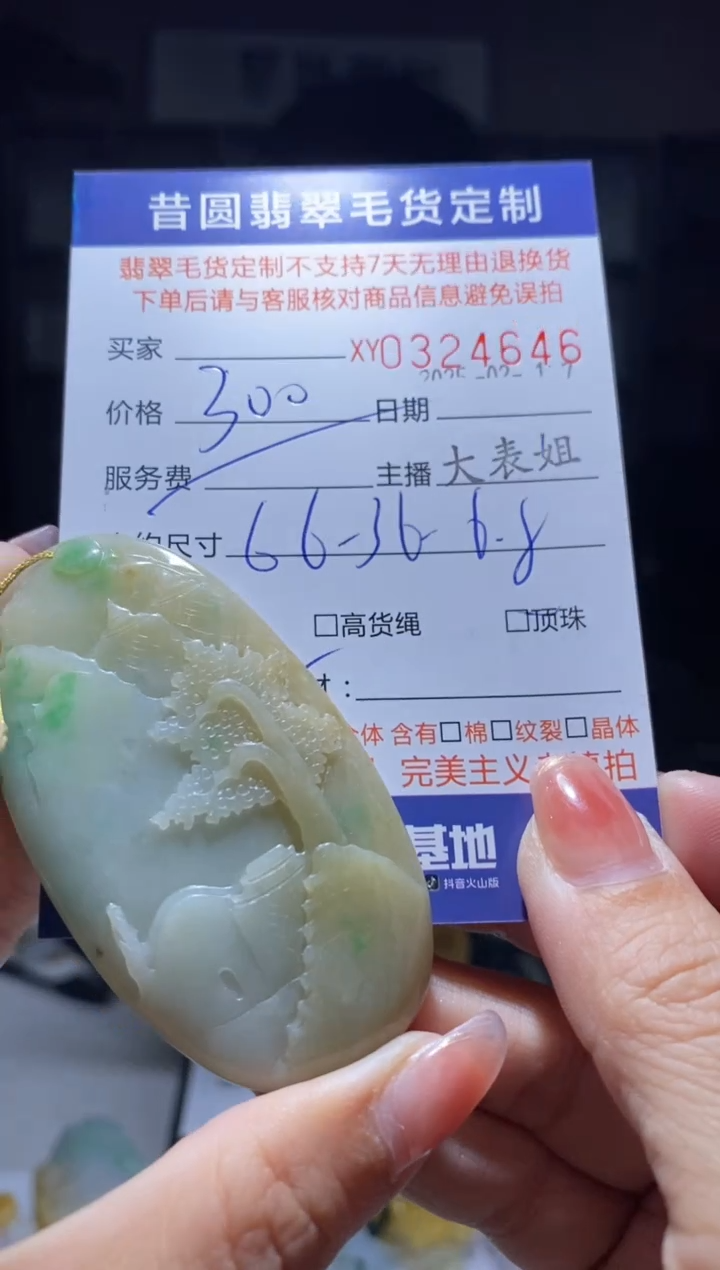 昔圆翡翠毛货定制
翡翠毛货定制不支持7天无理由退换货
下单后请与客服核对商品信息避免误拍
买家 XY0324646
价格 300 日期
服务费 主播 大表姐
尺寸 66-36-6.8
□高货绳 □顶珠
:
含有□棉□纹裂□晶体
完美主义 拍
基地
抖音火山版